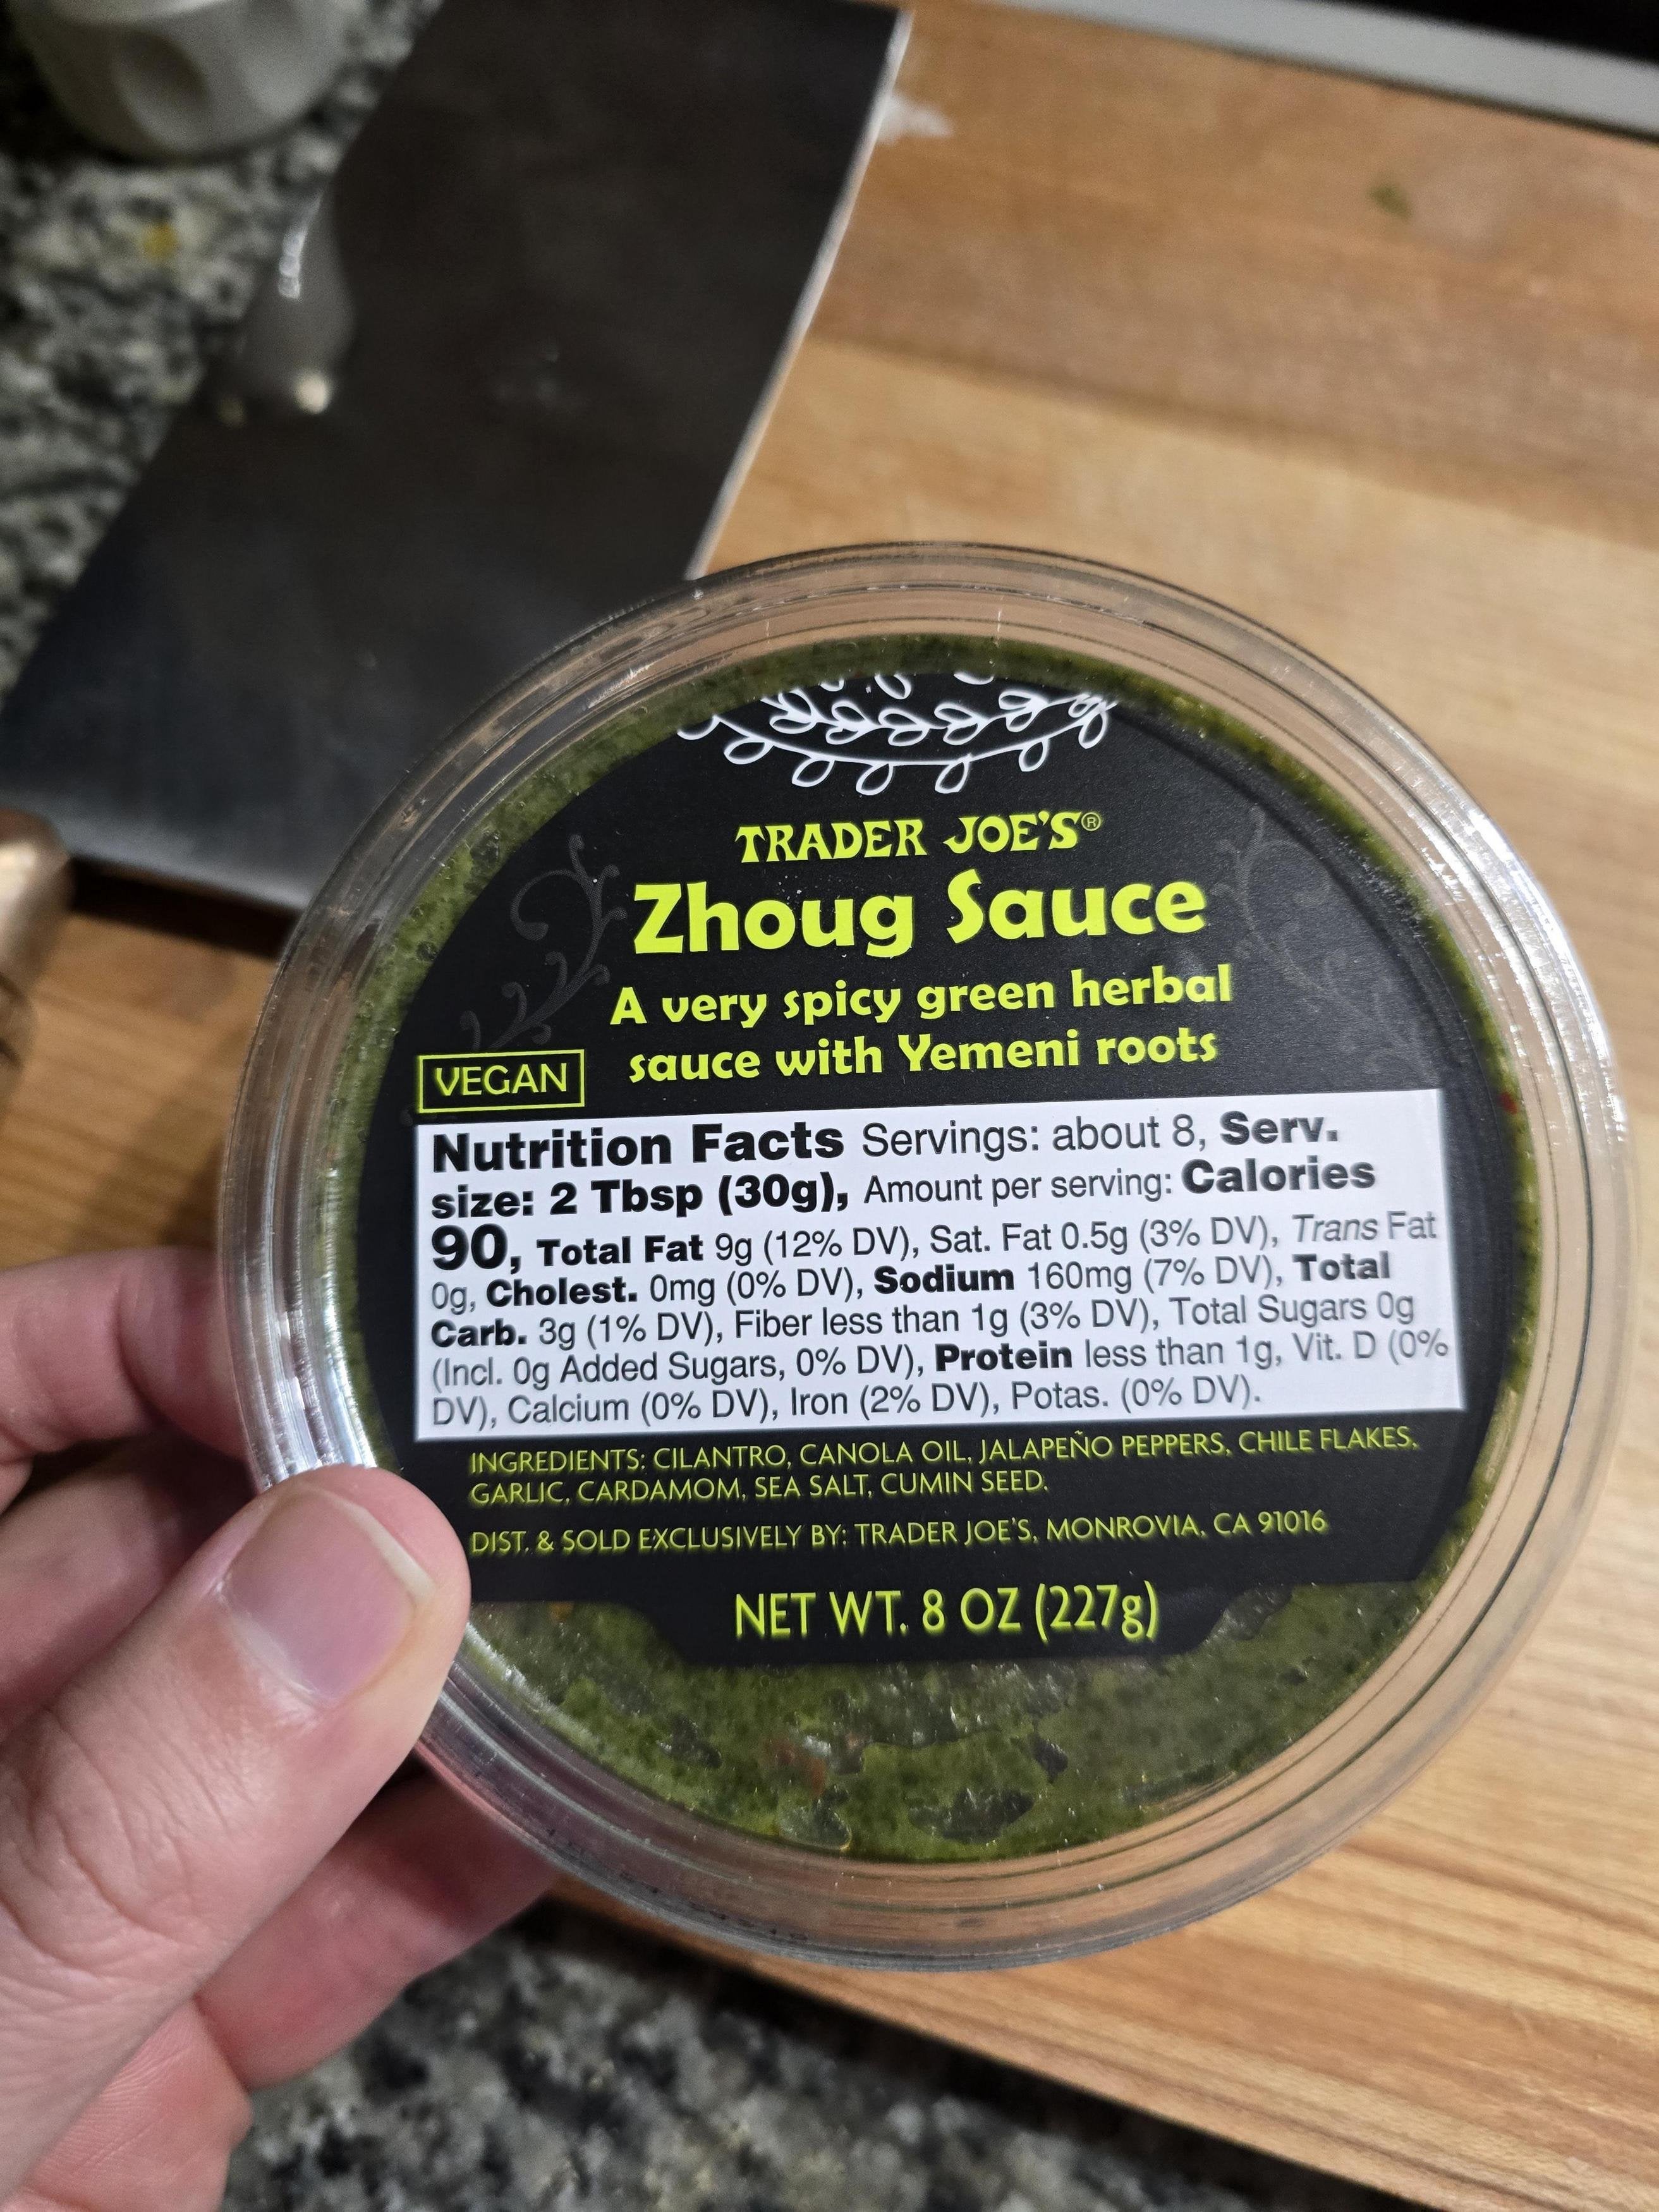 TRADER JOE'S®
Zhoug Sauce
A very spicy green herbal
sauce with Yemeni roots
VEGAN
Nutrition Facts Servings: about 8, Serv.
size: 2 Tbsp (30g), Amount per serving: Calories
90, Total Fat 9g (12% DV), Sat. Fat 0.5g (3% DV), Trans Fat
0g, Cholest. 0mg (0% DV), Sodium 160mg (7% DV), Total
Carb. 3g (1% DV), Fiber less than 1g (3% DV), Total Sugars 0g
(Incl. 0g Added Sugars, 0% DV), Protein less than 1g, Vit. D (0%
DV), Calcium (0% DV), Iron (2% DV), Potas. (0% DV).
INGREDIENTS: CILANTRO, CANOLA OIL, JALAPEÑO PEPPERS, CHILE FLAKES,
GARLIC, CARDAMOM, SEA SALT, CUMIN SEED.
DIST. & SOLD EXCLUSIVELY BY: TRADER JOE'S, MONROVIA, CA 91016
NET WT. 8 OZ (227g)